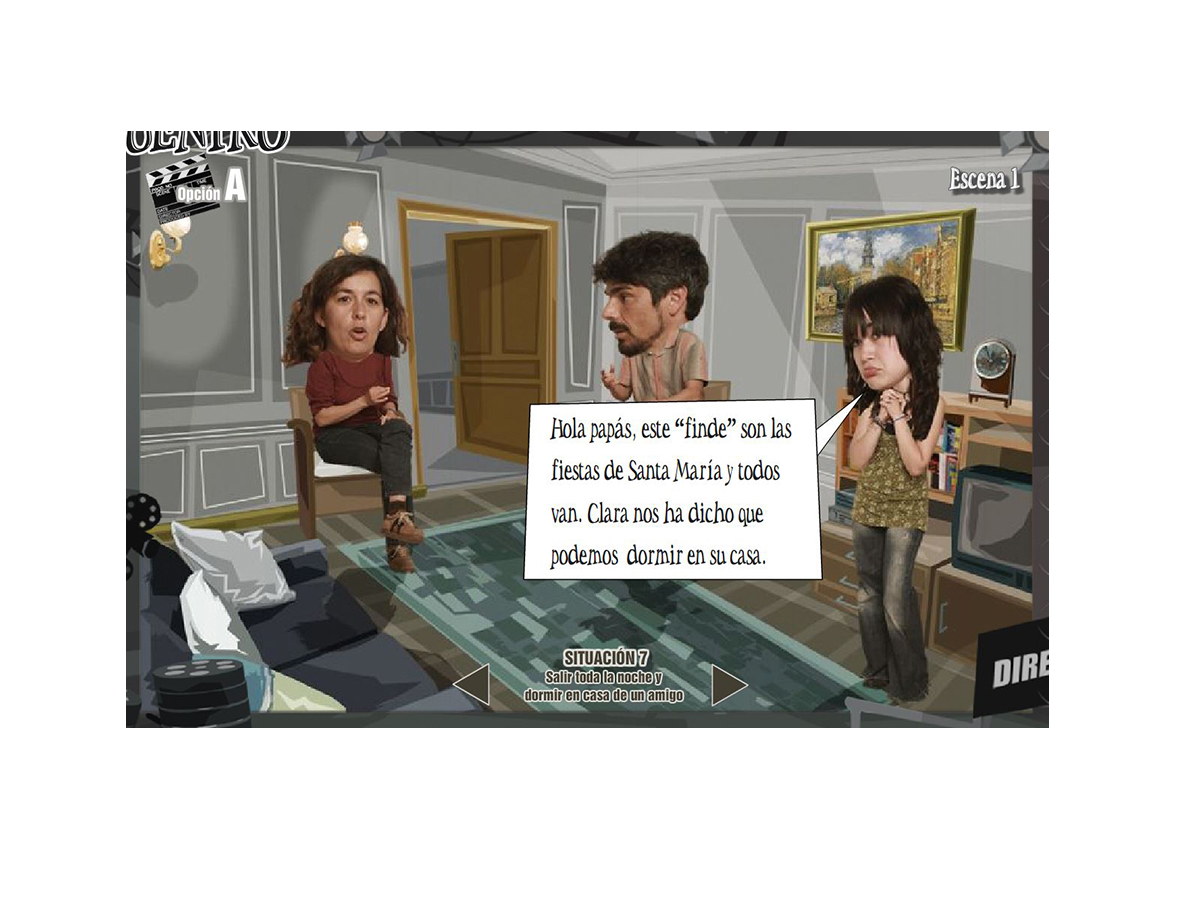 Opción A
Escena 1
Hola papás, este “finde” son las
fiestas de Santa María y todos
van. Clara nos ha dicho que
podemos dormir en su casa.
SITUACIÓN 7
Salir toda la noche y
dormir en casa de un amigo
DIRE